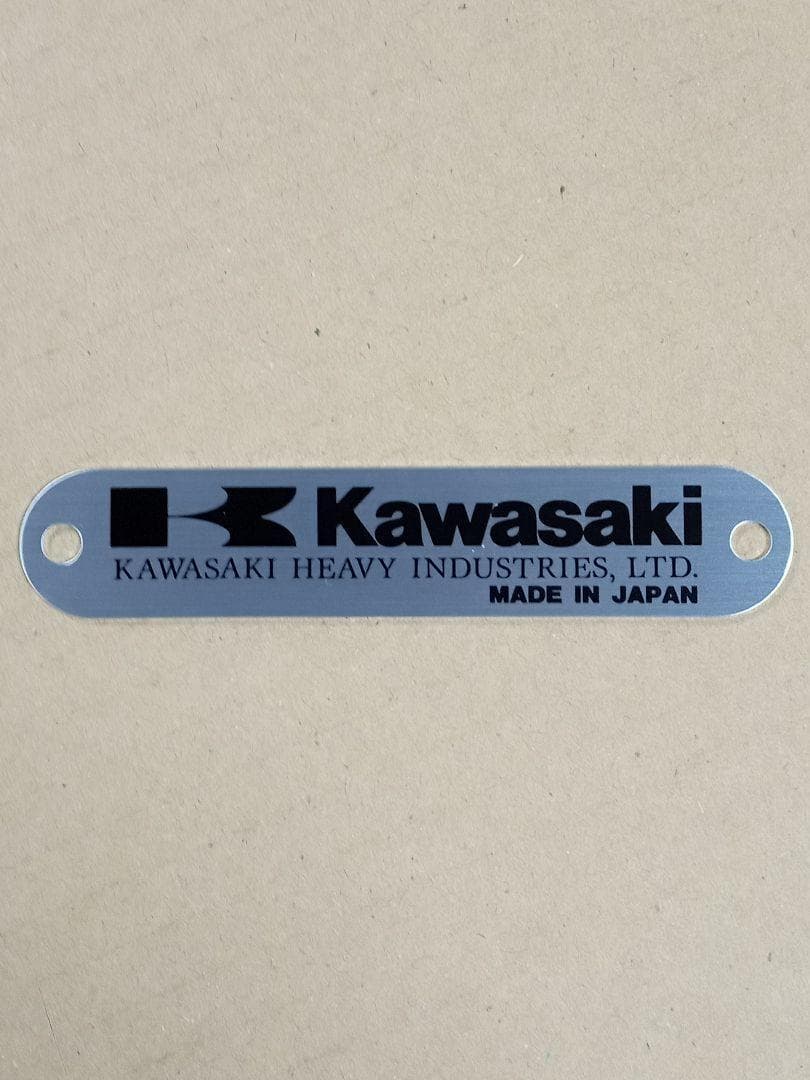 Kawasaki
KAWASAKI HEAVY INDUSTRIES, LTD.
MADE IN JAPAN